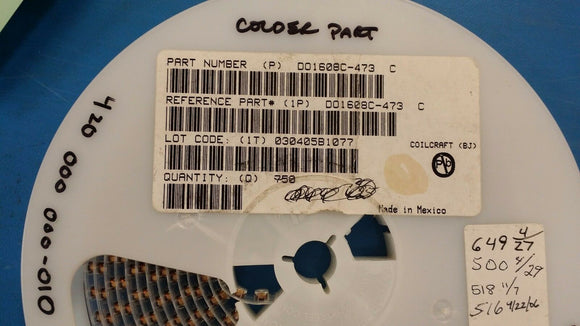 COLDER PART
PART NUMBER (P) DO1608C-473 C
REFERENCE PART# (1P) DO1608C-473 C
LOT CODE: (1T) 030405B1077
COILCRAFT (BJ)
QUANTITY: (Q) 750
Made in Mexico
420 000 000-010
649 4/27
500 4/29
518 11/7
516 4/22/06